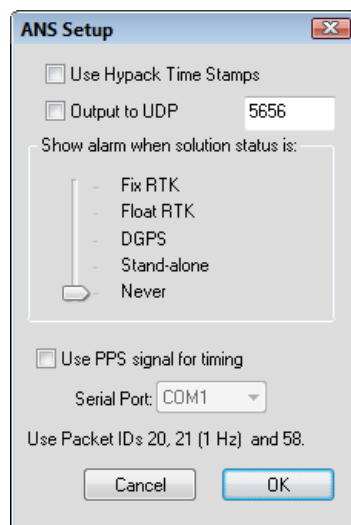 ANS Setup
Use Hypack Time Stamps
Output to UDP 5656
Show alarm when solution status is:
Fix RTK
Float RTK
DGPS
Stand-alone
Never
Use PPS signal for timing
Serial Port: COM1
Use Packet IDs 20, 21 (1 Hz) and 58.
Cancel OK